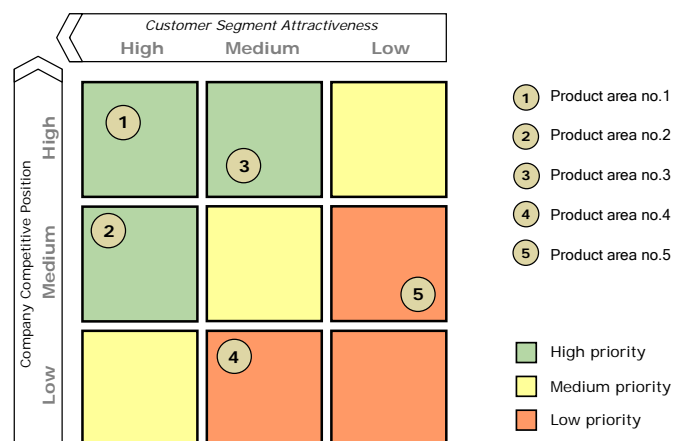 Customer Segment Attractiveness
High Medium Low
Company Competitive Position
High
Medium
Low
1
3
2
5
4
1 Product area no.1
2 Product area no.2
3 Product area no.3
4 Product area no.4
5 Product area no.5
High priority
Medium priority
Low priority